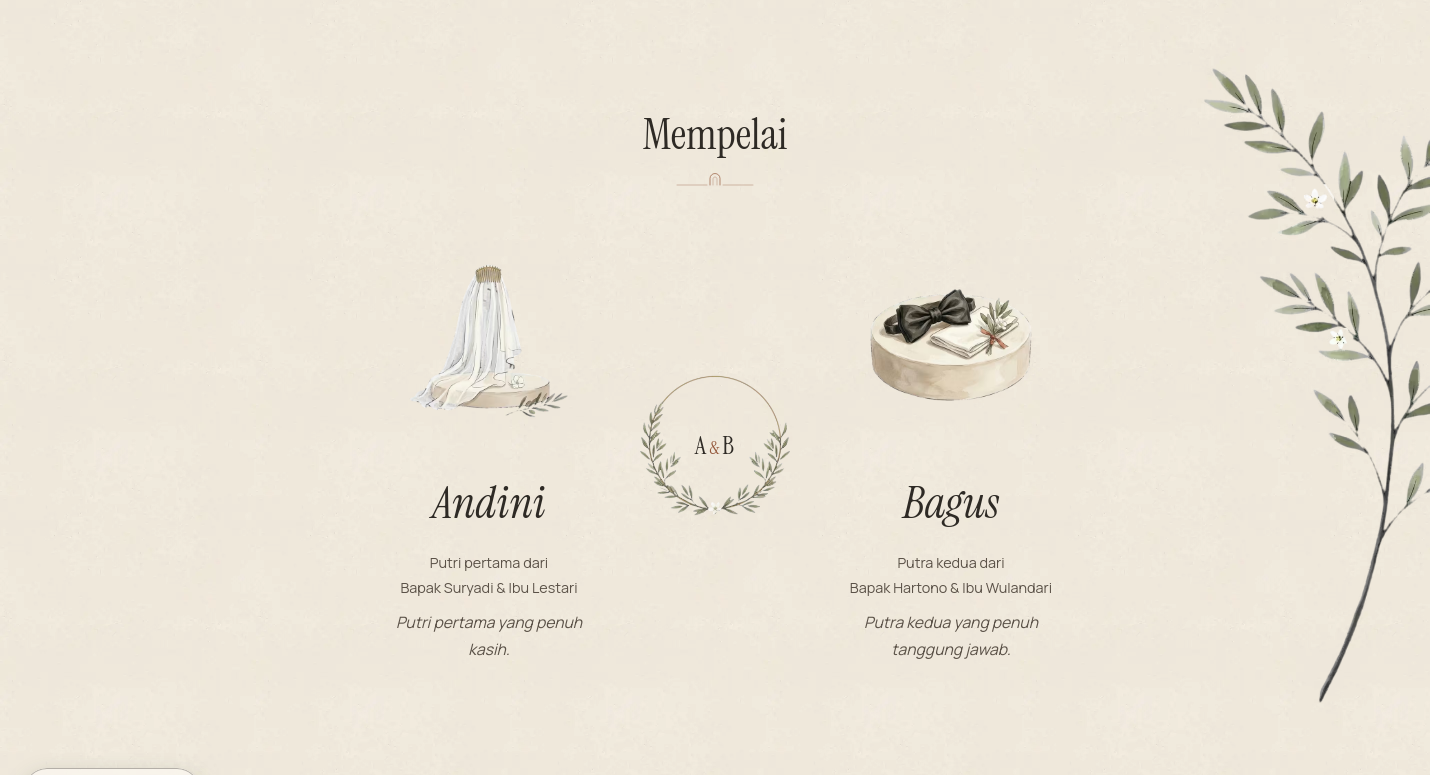 Mempelai
A & B
Andini
Putri pertama dari
Bapak Suryadi & Ibu Lestari
Putri pertama yang penuh
kasih.
Bagus
Putra kedua dari
Bapak Hartono & Ibu Wulandari
Putra kedua yang penuh
tanggung jawab.